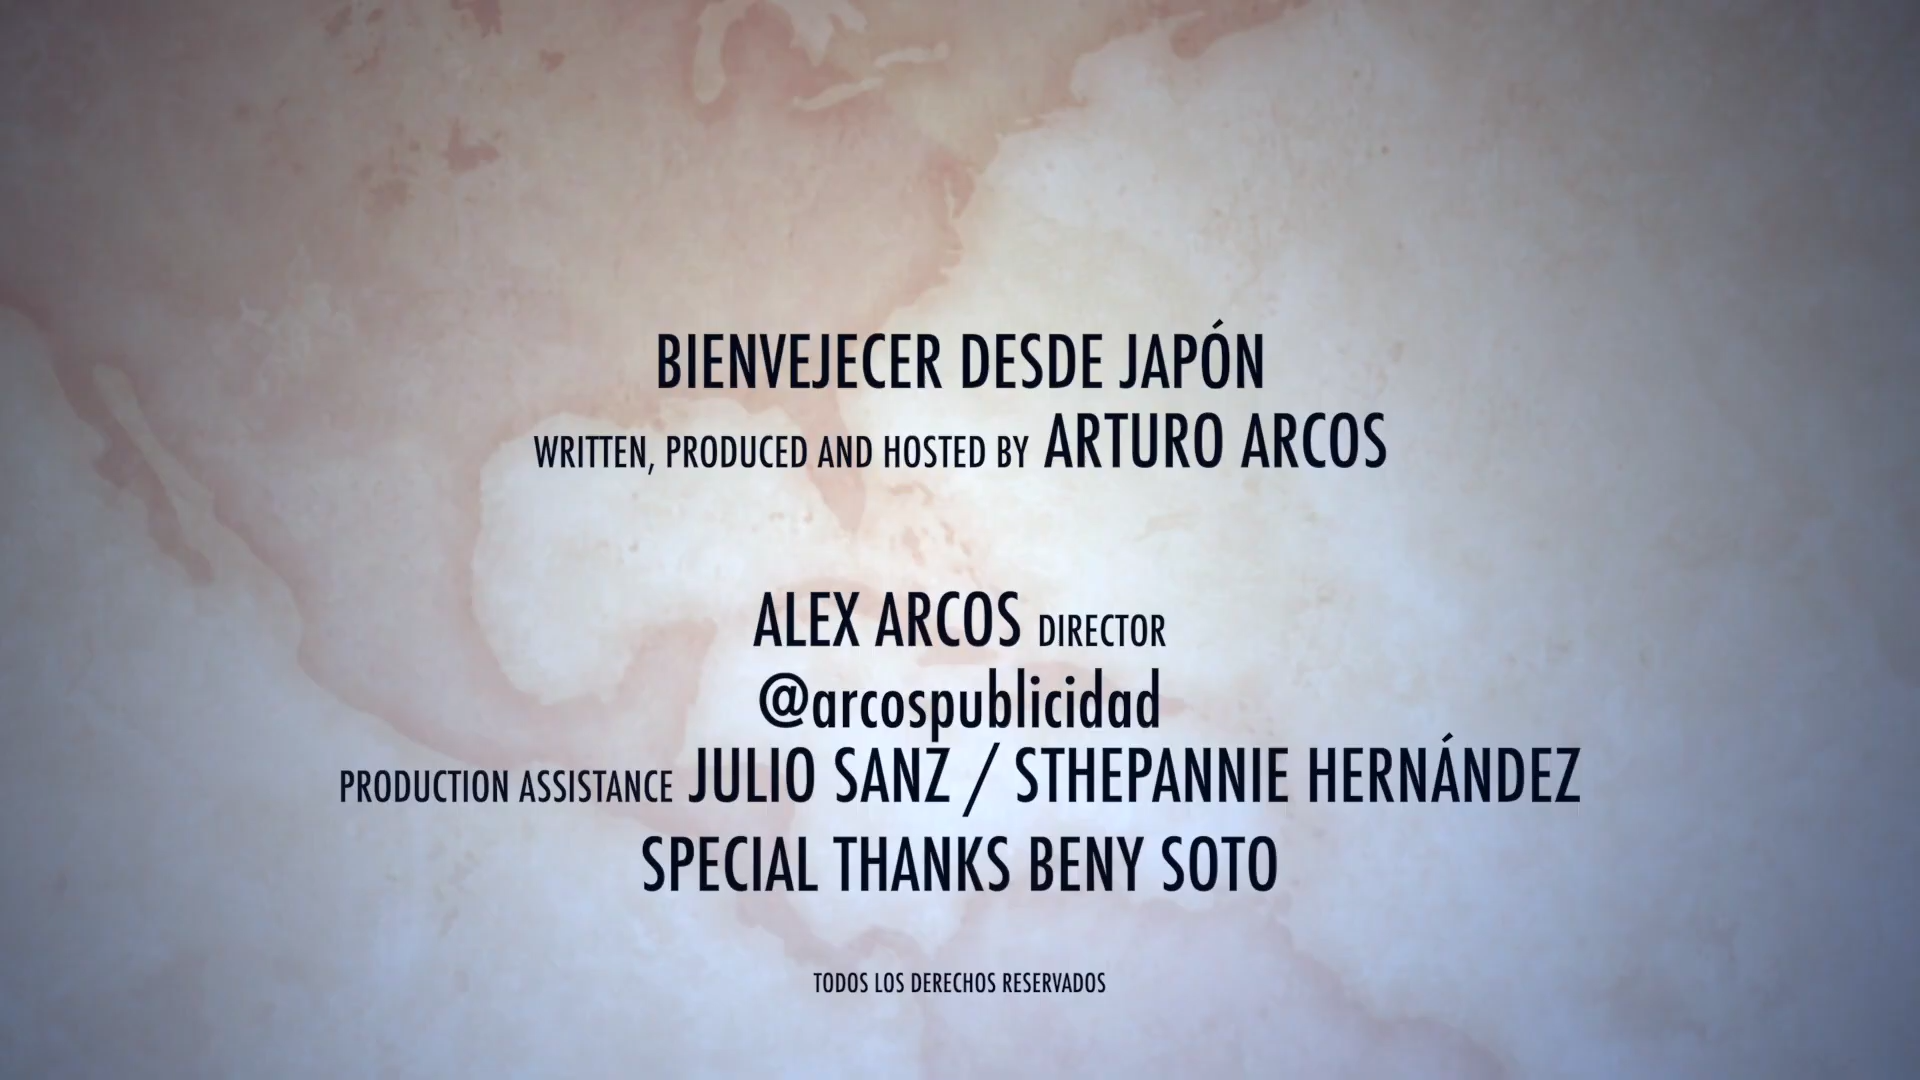 BIENVEJECER DESDE JAPÓN
WRITTEN, PRODUCED AND HOSTED BY ARTURO ARCOS
ALEX ARCOS DIRECTOR
@arcospublicidad
PRODUCTION ASSISTANCE JULIO SANZ / STHEPANNIE HERNÁNDEZ
SPECIAL THANKS BENY SOTO
TODOS LOS DERECHOS RESERVADOS